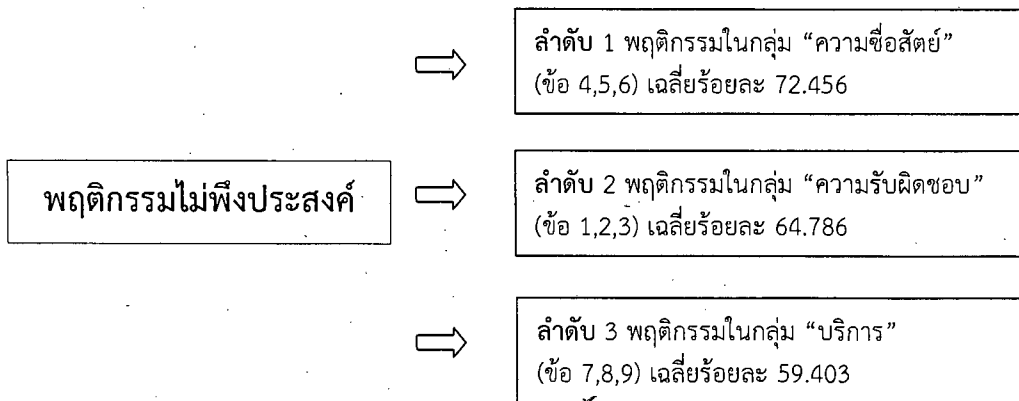 ลำดับ 1 พฤติกรรมในกลุ่ม “ความซื่อสัตย์”
(ข้อ 4,5,6) เฉลี่ยร้อยละ 72.456
พฤติกรรมไม่พึงประสงค์
ลำดับ 2 พฤติกรรมในกลุ่ม “ความรับผิดชอบ”
(ข้อ 1,2,3) เฉลี่ยร้อยละ 64.786
ลำดับ 3 พฤติกรรมในกลุ่ม “บริการ”
(ข้อ 7,8,9) เฉลี่ยร้อยละ 59.403